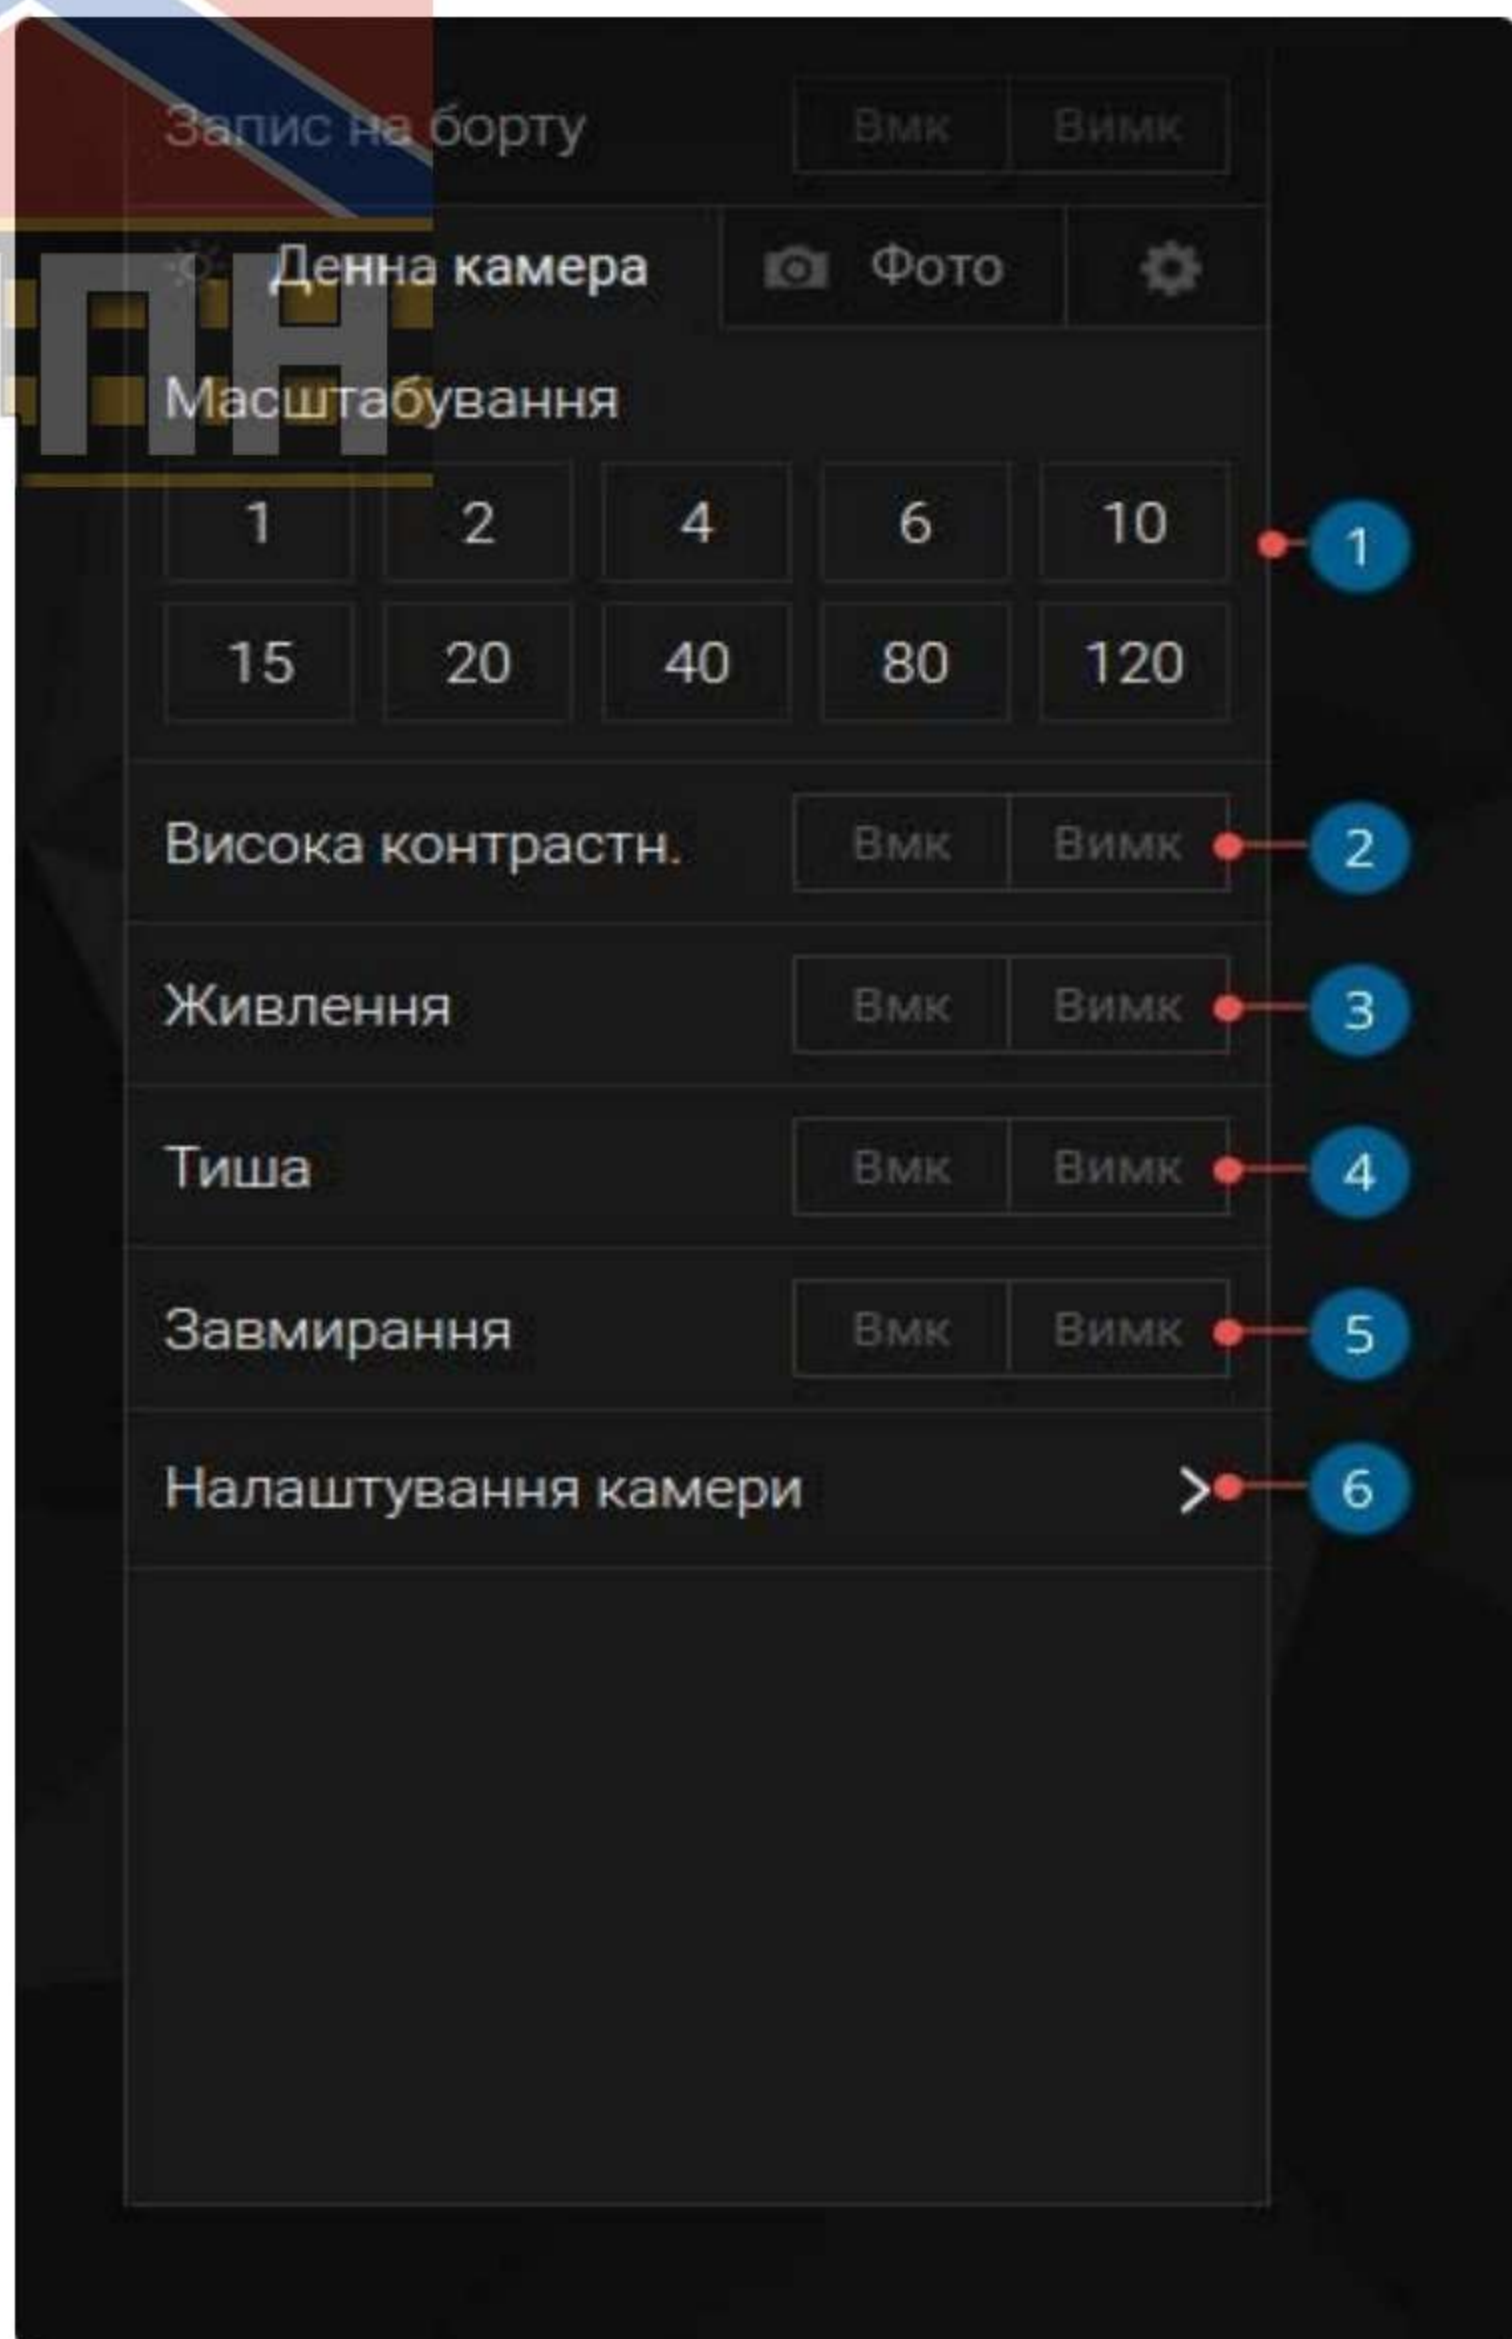 Запис на борту Вмк Вимк
Денна камера Фото
ПН
Масштабування
1 2 4 6 10
1
15 20 40 80 120
Висока контрастн. Вмк Вимк 2
Живлення Вмк Вимк 3
Тиша Вмк Вимк 4
Завмирання Вмк Вимк 5
Налаштування камери 6